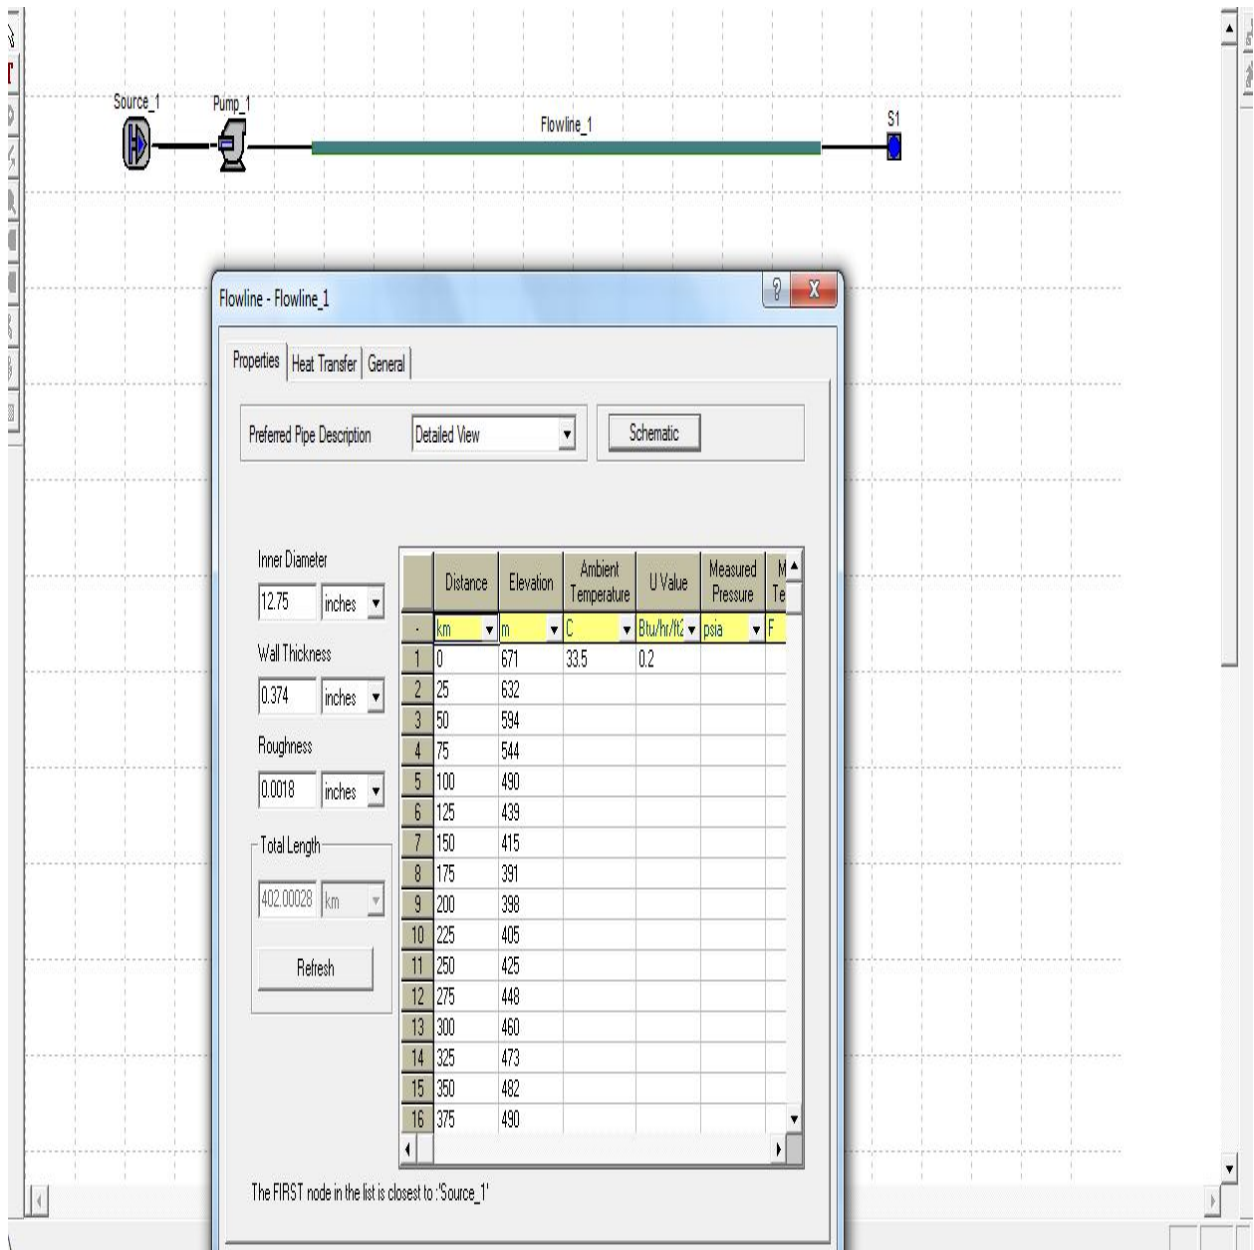 Source_1
Pump_1
Flowline_1
S1
Flowline - Flowline_1
?
X
Properties
Heat Transfer
General
Preferred Pipe Description
Detailed View
Schematic
Inner Diameter
12.75 inches
Wall Thickness
0.374 inches
Roughness
0.0018 inches
Total Length
402.00028 km
Refresh
Distance Elevation Ambient Temperature U Value Measured Pressure M Te
- km m C Btu/hr/ft2 psia F
1 0 671 33.5 0.2
2 25 632
3 50 594
4 75 544
5 100 490
6 125 439
7 150 415
8 175 391
9 200 398
10 225 405
11 250 425
12 275 448
13 300 460
14 325 473
15 350 482
16 375 490
The FIRST node in the list is closest to :'Source_1'